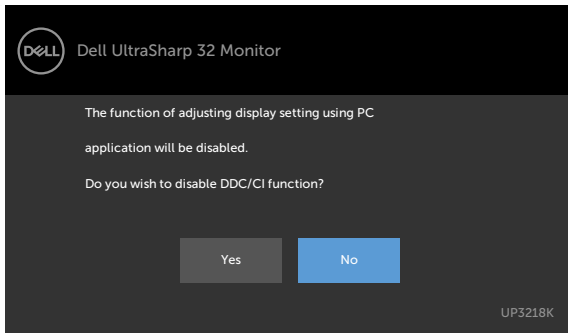 DELL
Dell UltraSharp 32 Monitor
The function of adjusting display setting using PC
application will be disabled.
Do you wish to disable DDC/CI function?
Yes
No
UP3218K